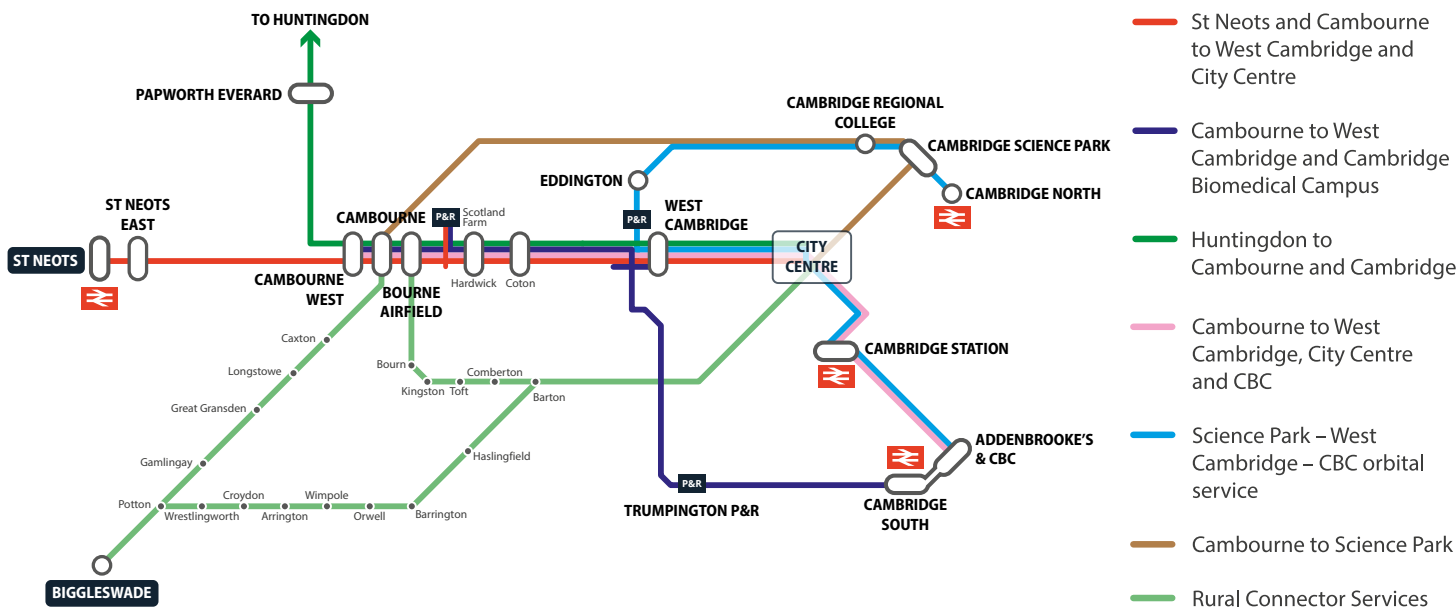 TO HUNTINGDON
PAPWORTH EVERARD
CAMBRIDGE REGIONAL
COLLEGE
CAMBRIDGE SCIENCE PARK
EDDINGTON
CAMBRIDGE NORTH
ST NEOTS
EAST
CAMBOURNE
P&R
Scotland
Farm
P&R
WEST
CAMBRIDGE
ST NEOTS
CITY
CENTRE
CAMBOURNE
WEST
BOURNE
AIRFIELD
Hardwick
Coton
Caxton
Longstowe
Great Gransden
Gamlingay
Potton
Wrestlingworth
Croydon
Arrington
Wimpole
Orwell
Barrington
Haslingfield
Bourn
Kingston
Toft
Comberton
Barton
CAMBRIDGE STATION
ADDENBROOKE'S
& CBC
P&R
TRUMPINGTON P&R
CAMBRIDGE
SOUTH
BIGGLESWADE
St Neots and Cambourne
to West Cambridge and
City Centre
Cambourne to West
Cambridge and Cambridge
Biomedical Campus
Huntingdon to
Cambourne and Cambridge
Cambourne to West
Cambridge, City Centre
and CBC
Science Park – West
Cambridge – CBC orbital
service
Cambourne to Science Park
Rural Connector Services